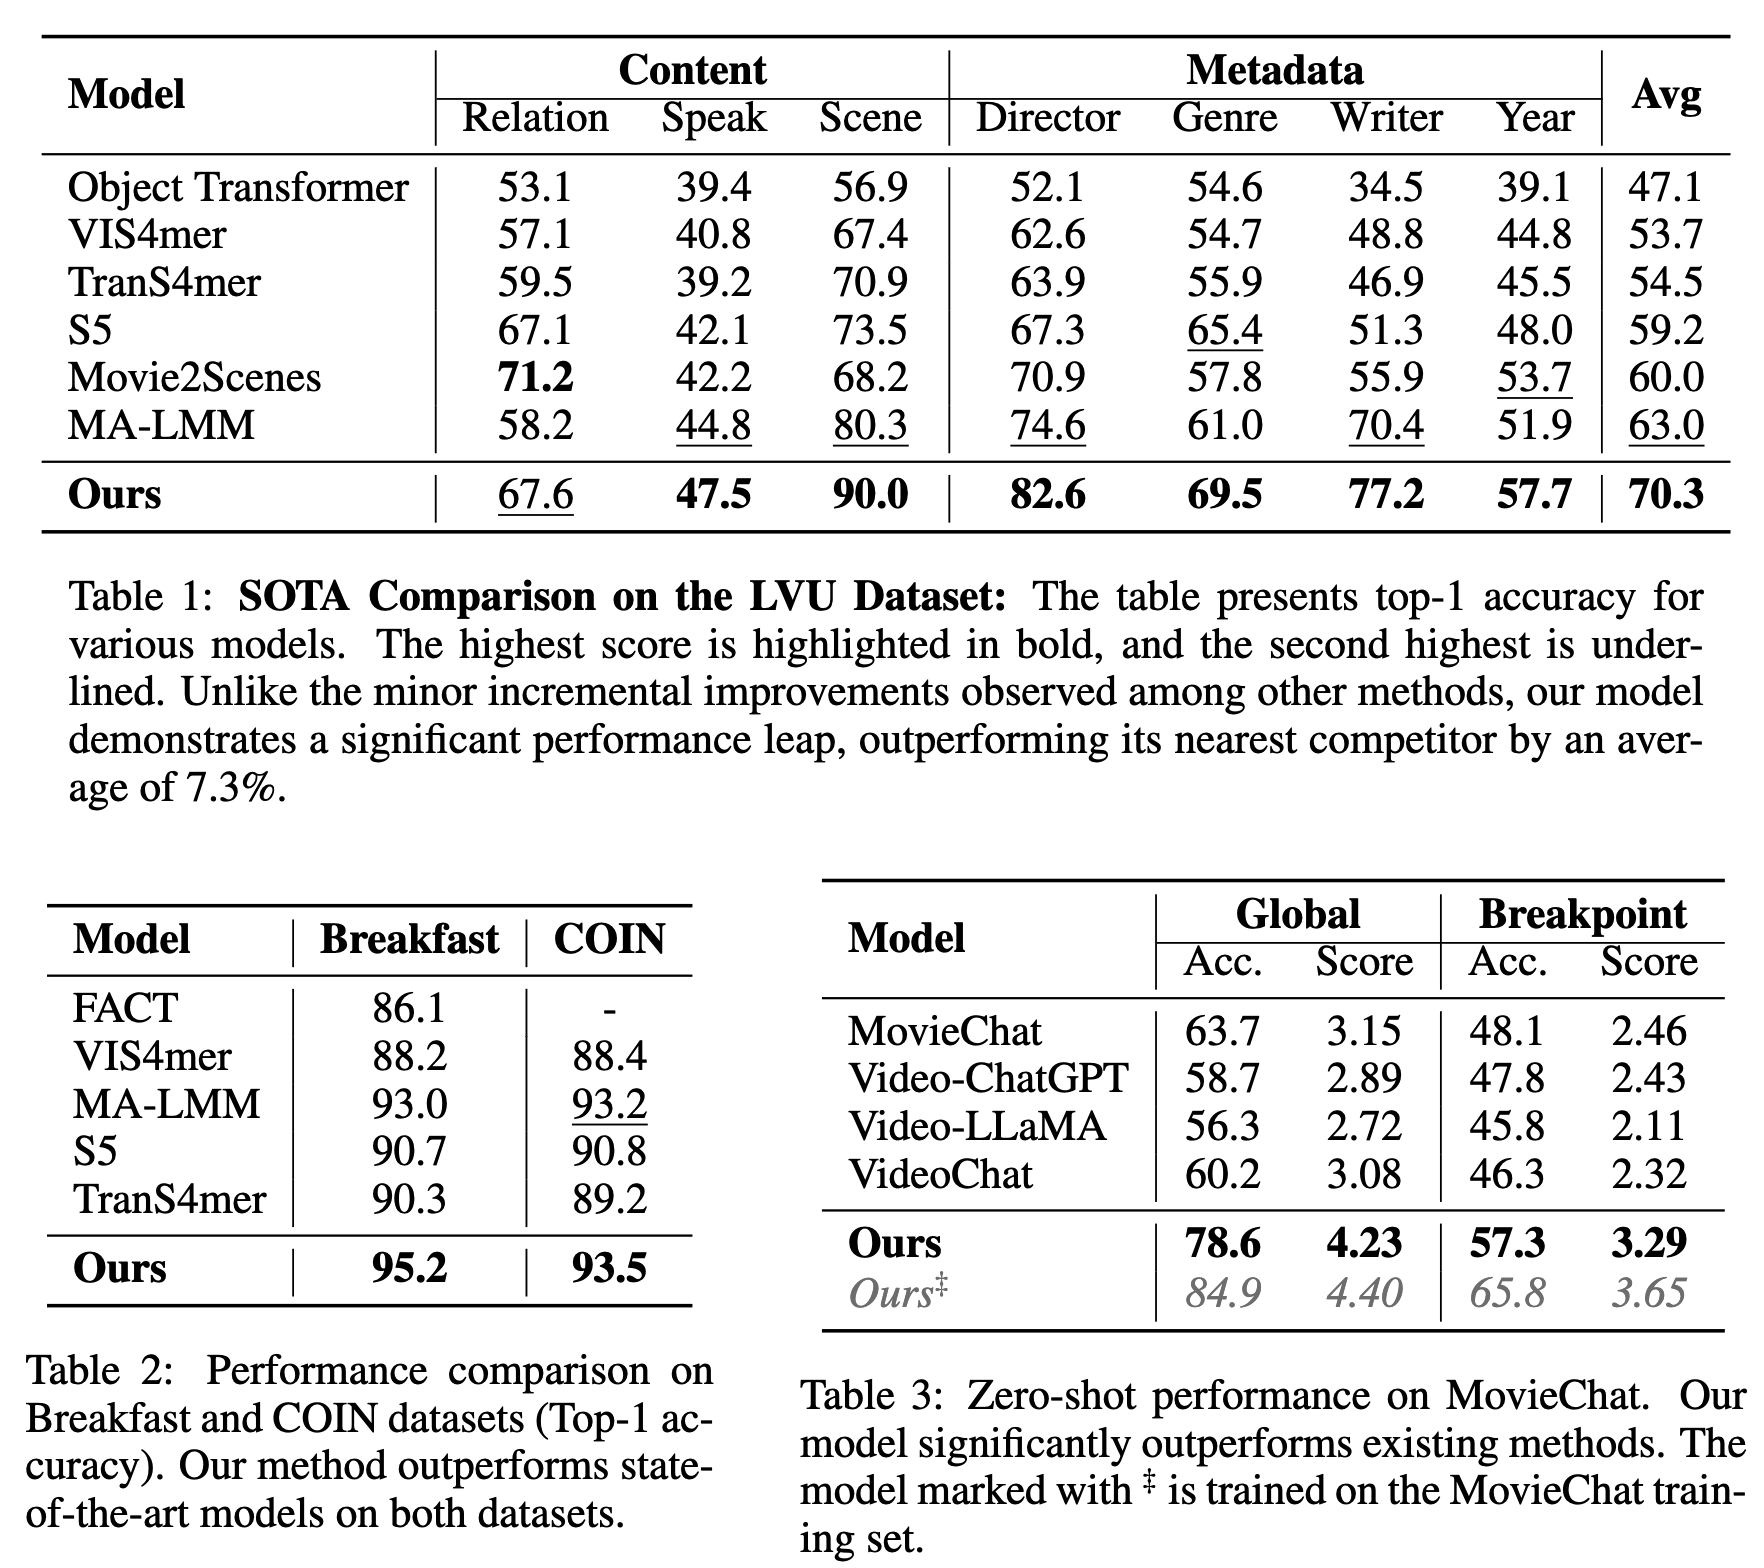 Model Content Metadata Avg
Relation Speak Scene Director Genre Writer Year
Object Transformer 53.1 39.4 56.9 52.1 54.6 34.5 39.1 47.1
VIS4mer 57.1 40.8 67.4 62.6 54.7 48.8 44.8 53.7
TranS4mer 59.5 39.2 70.9 63.9 55.9 46.9 45.5 54.5
S5 67.1 42.1 73.5 67.3 65.4 51.3 48.0 59.2
Movie2Scenes 71.2 42.2 68.2 70.9 57.8 55.9 53.7 60.0
MA-LMM 58.2 44.8 80.3 74.6 61.0 70.4 51.9 63.0
Ours 67.6 47.5 90.0 82.6 69.5 77.2 57.7 70.3
Table 1: SOTA Comparison on the LVU Dataset: The table presents top-1 accuracy for
various models. The highest score is highlighted in bold, and the second highest is under-
lined. Unlike the minor incremental improvements observed among other methods, our model
demonstrates a significant performance leap, outperforming its nearest competitor by an aver-
age of 7.3%.
Model Breakfast COIN
FACT 86.1 -
VIS4mer 88.2 88.4
MA-LMM 93.0 93.2
S5 90.7 90.8
TranS4mer 90.3 89.2
Ours 95.2 93.5
Table 2: Performance comparison on
Breakfast and COIN datasets (Top-1 ac-
curacy). Our method outperforms state-
of-the-art models on both datasets.
Model Global Breakpoint
Acc. Score Acc. Score
MovieChat 63.7 3.15 48.1 2.46
Video-ChatGPT 58.7 2.89 47.8 2.43
Video-LLaMA 56.3 2.72 45.8 2.11
VideoChat 60.2 3.08 46.3 2.32
Ours 78.6 4.23 57.3 3.29
Ours‡ 84.9 4.40 65.8 3.65
Table 3: Zero-shot performance on MovieChat. Our
model significantly outperforms existing methods. The
model marked with ‡ is trained on the MovieChat train-
ing set.